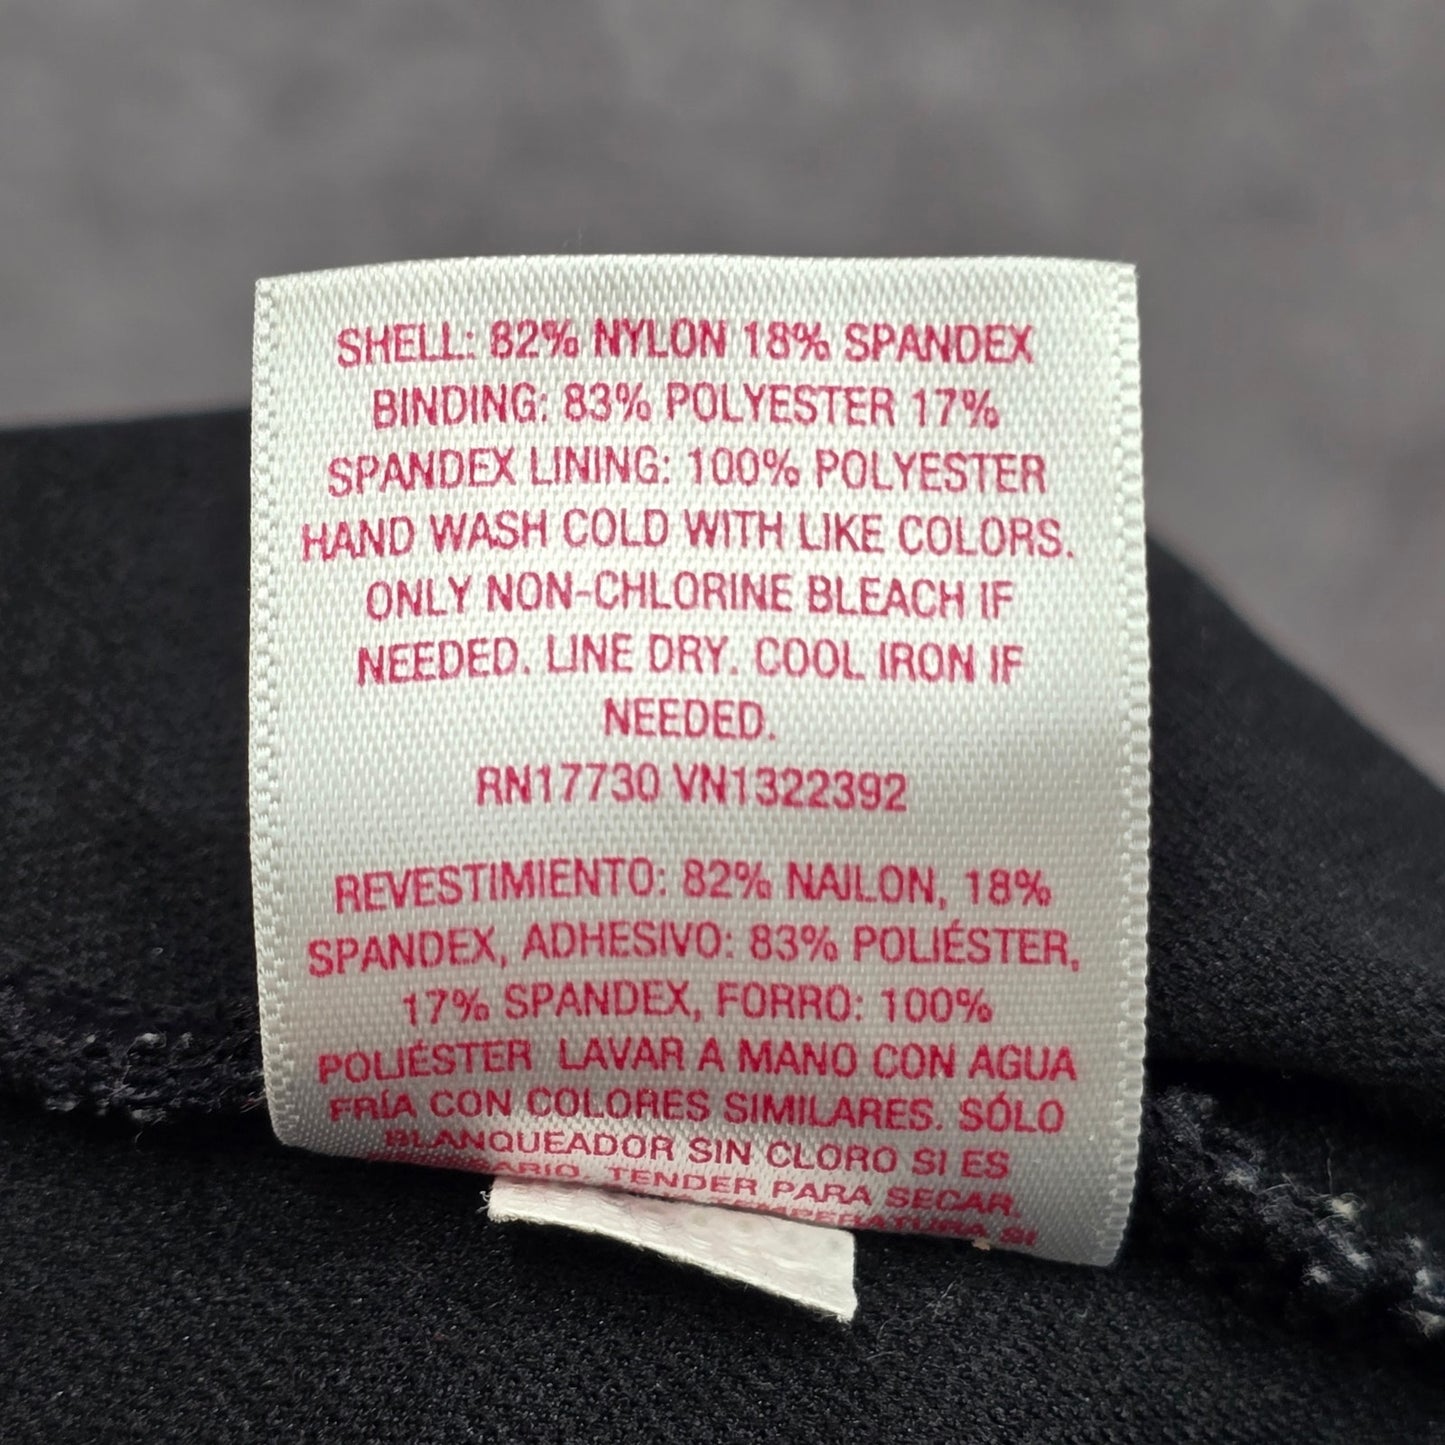 SHELL: 82% NYLON 18% SPANDEX
BINDING: 83% POLYESTER 17%
SPANDEX LINING: 100% POLYESTER
HAND WASH COLD WITH LIKE COLORS.
ONLY NON-CHLORINE BLEACH IF
NEEDED. LINE DRY. COOL IRON IF
NEEDED.
RN17730 VN1322392
REVESTIMIENTO: 82% NAILON, 18%
SPANDEX, ADHESIVO: 83% POLIÉSTER,
17% SPANDEX, FORRO: 100%
POLIÉSTER LAVAR A MANO CON AGUA
FRÍA CON COLORES SIMILARES. SÓLO
BLANQUEADOR SIN CLORO SI ES
TENDER PARA SECAR
SI